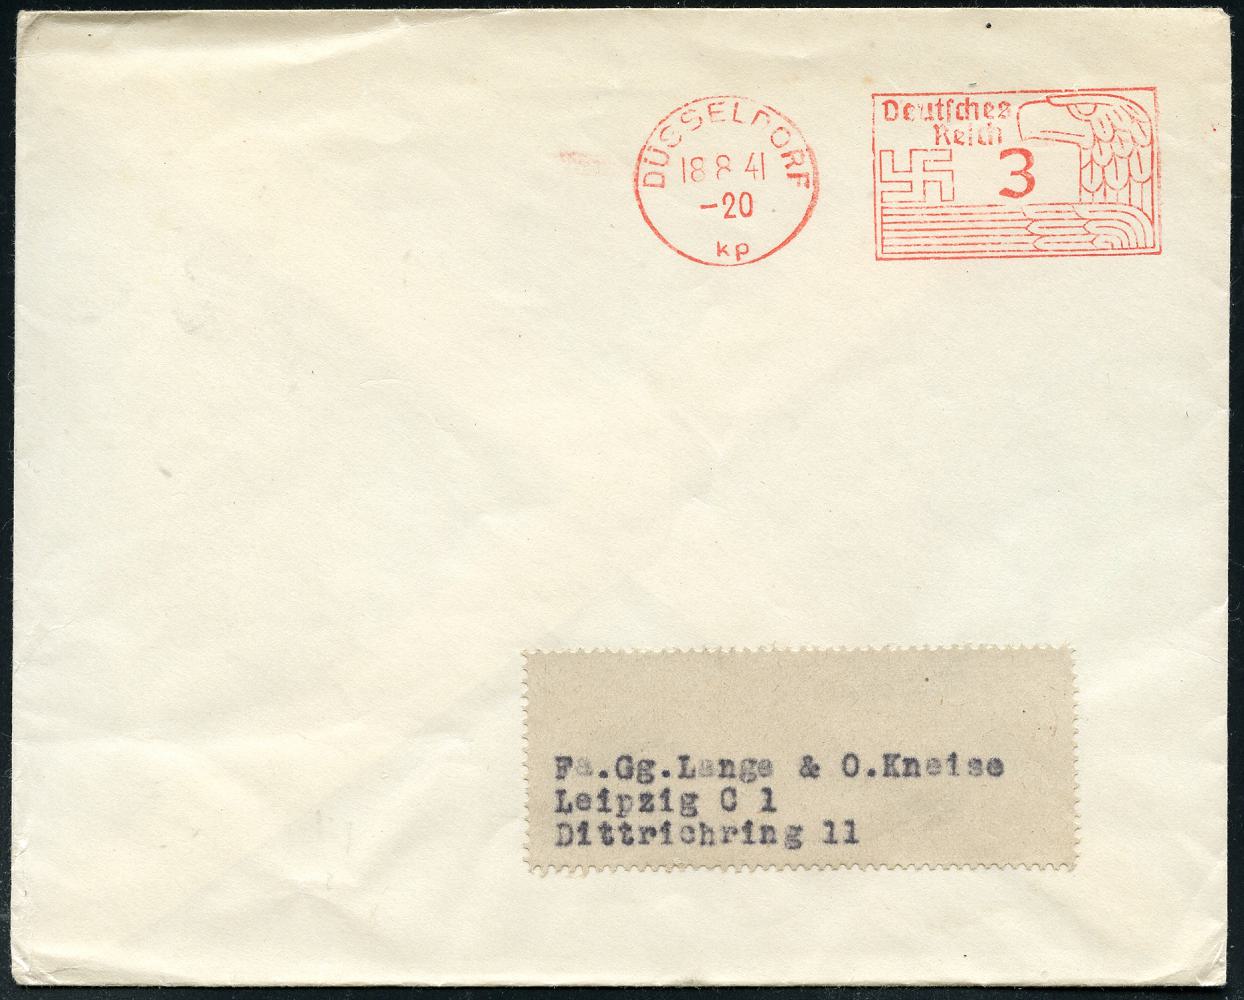 DÜSSELDORF
18 8 41
-20
kp
Deutsches
Reich
3
Fa.Gg.Lange & O.Kneise
Leipzig C 1
Dittrichring 11